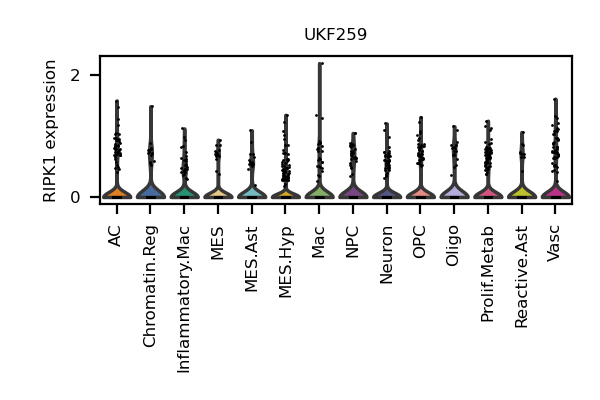 UKF259
RIPK1 expression
2
0
AC
Chromatin.Reg
Inflammatory.Mac
MES
MES.Ast
MES.Hyp
Mac
NPC
Neuron
OPC
Oligo
Prolif.Metab
Reactive.Ast
Vasc